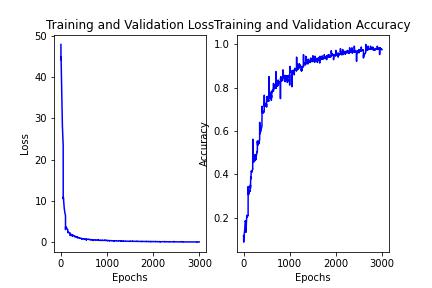 Training and Validation Loss
50
40
30
20
10
0
Loss
0 1000 2000 3000
Epochs
Training and Validation Accuracy
1.0
0.8
0.6
0.4
0.2
Accuracy
0 1000 2000 3000
Epochs